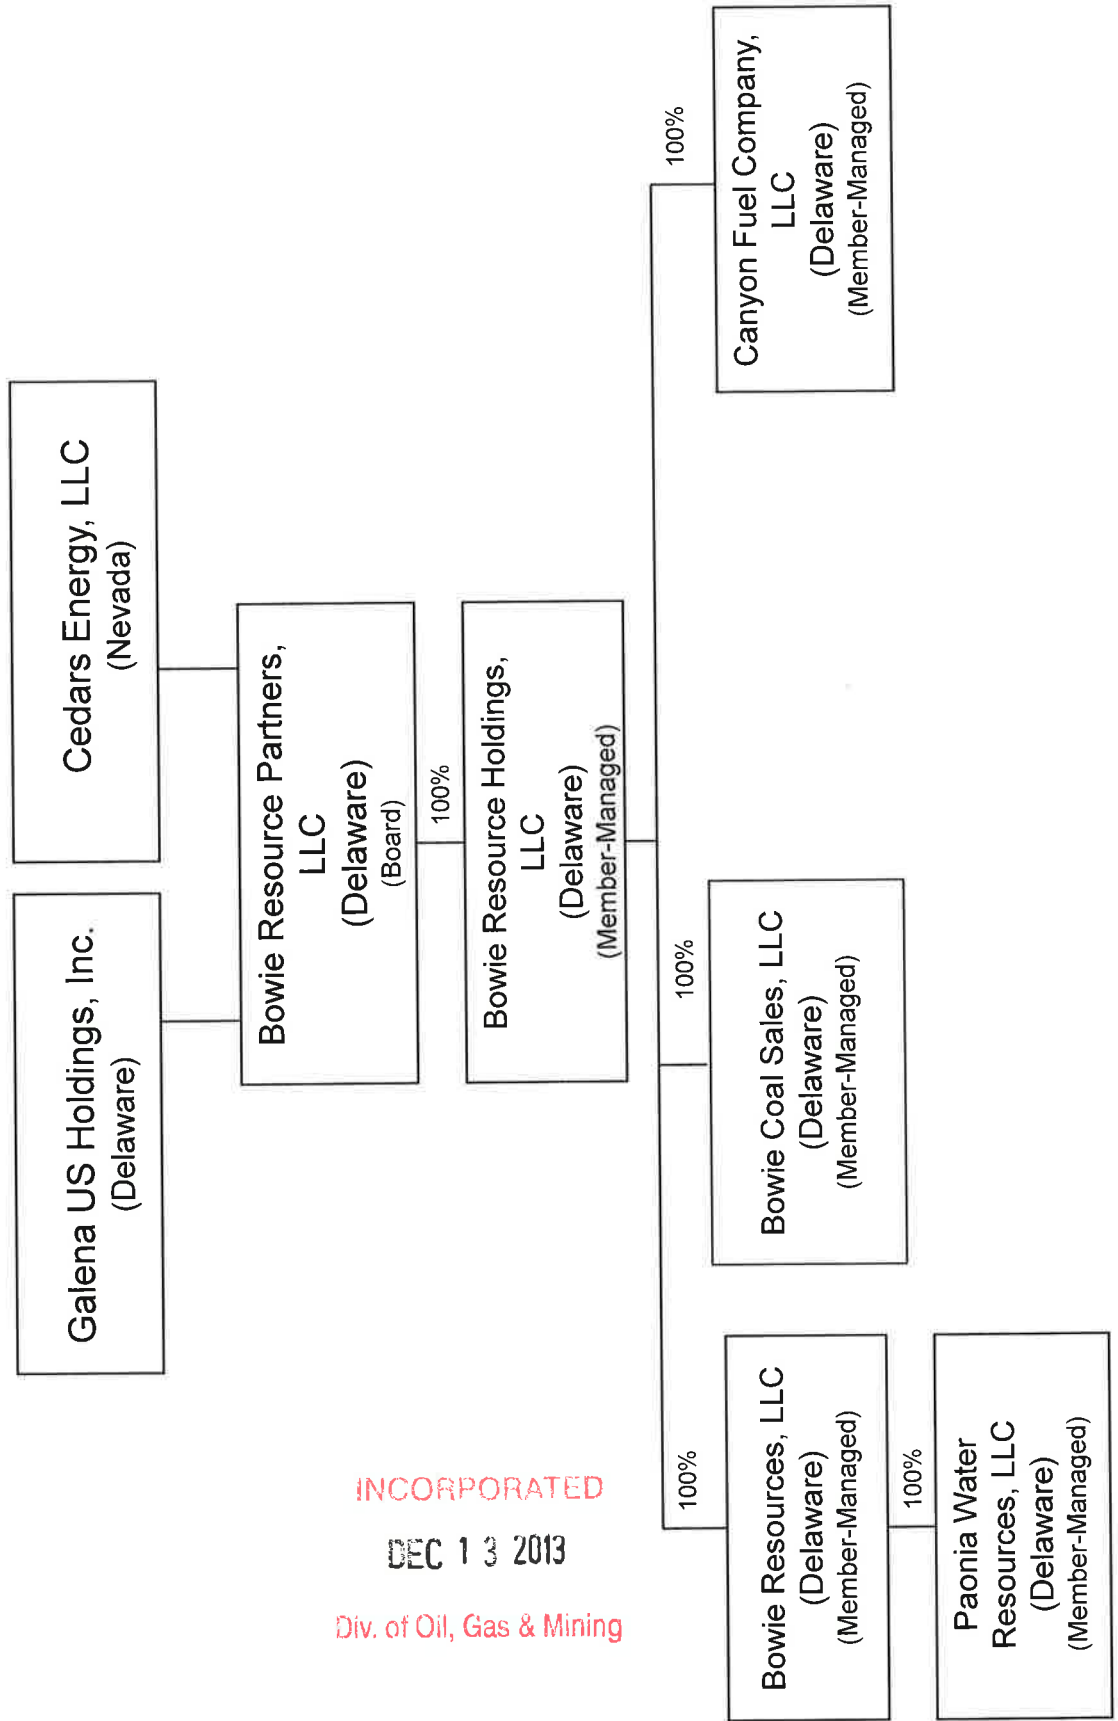 Galena US Holdings, Inc.
(Delaware)
Cedars Energy, LLC
(Nevada)
Bowie Resource Partners,
LLC
(Delaware)
(Board)
100%
Bowie Resource Holdings,
LLC
(Delaware)
(Member-Managed)
100%
100%
100%
Bowie Resources, LLC
(Delaware)
(Member-Managed)
Bowie Coal Sales, LLC
(Delaware)
(Member-Managed)
Canyon Fuel Company,
LLC
(Delaware)
(Member-Managed)
100%
Paonia Water
Resources, LLC
(Delaware)
(Member-Managed)
INCORPORATED
DEC 13 2013
Div. of Oil, Gas & Mining